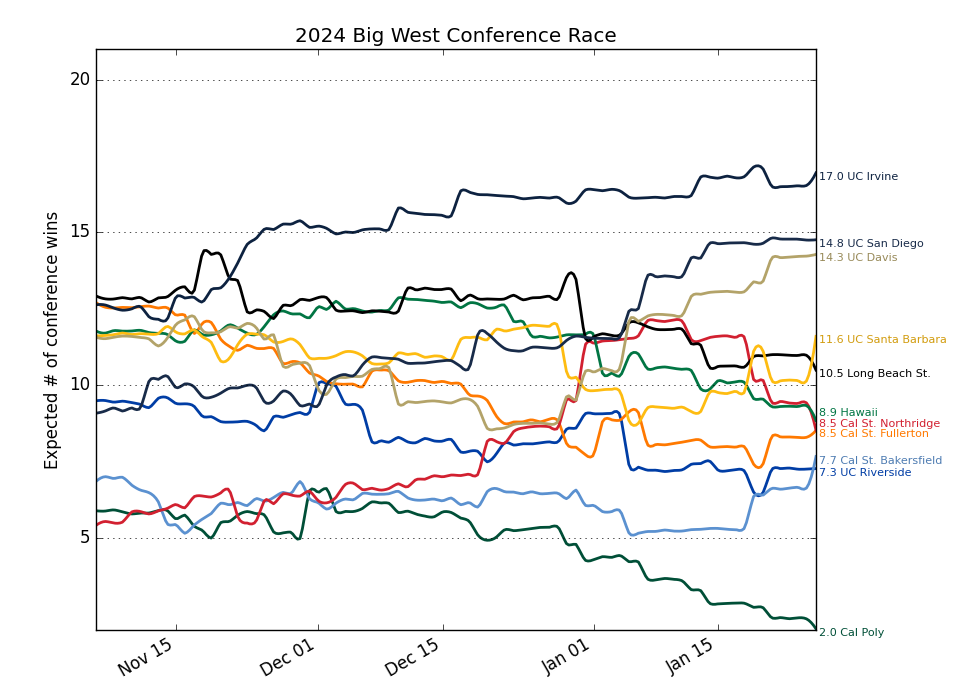 2024 Big West Conference Race
Expected # of conference wins
20
15
10
5
Nov 15
Dec 01
Dec 15
Jan 01
Jan 15
17.0 UC Irvine
14.8 UC San Diego
14.3 UC Davis
11.6 UC Santa Barbara
10.5 Long Beach St.
8.9 Hawaii
8.5 Cal St. Northridge
8.5 Cal St. Fullerton
7.7 Cal St. Bakersfield
7.3 UC Riverside
2.0 Cal Poly